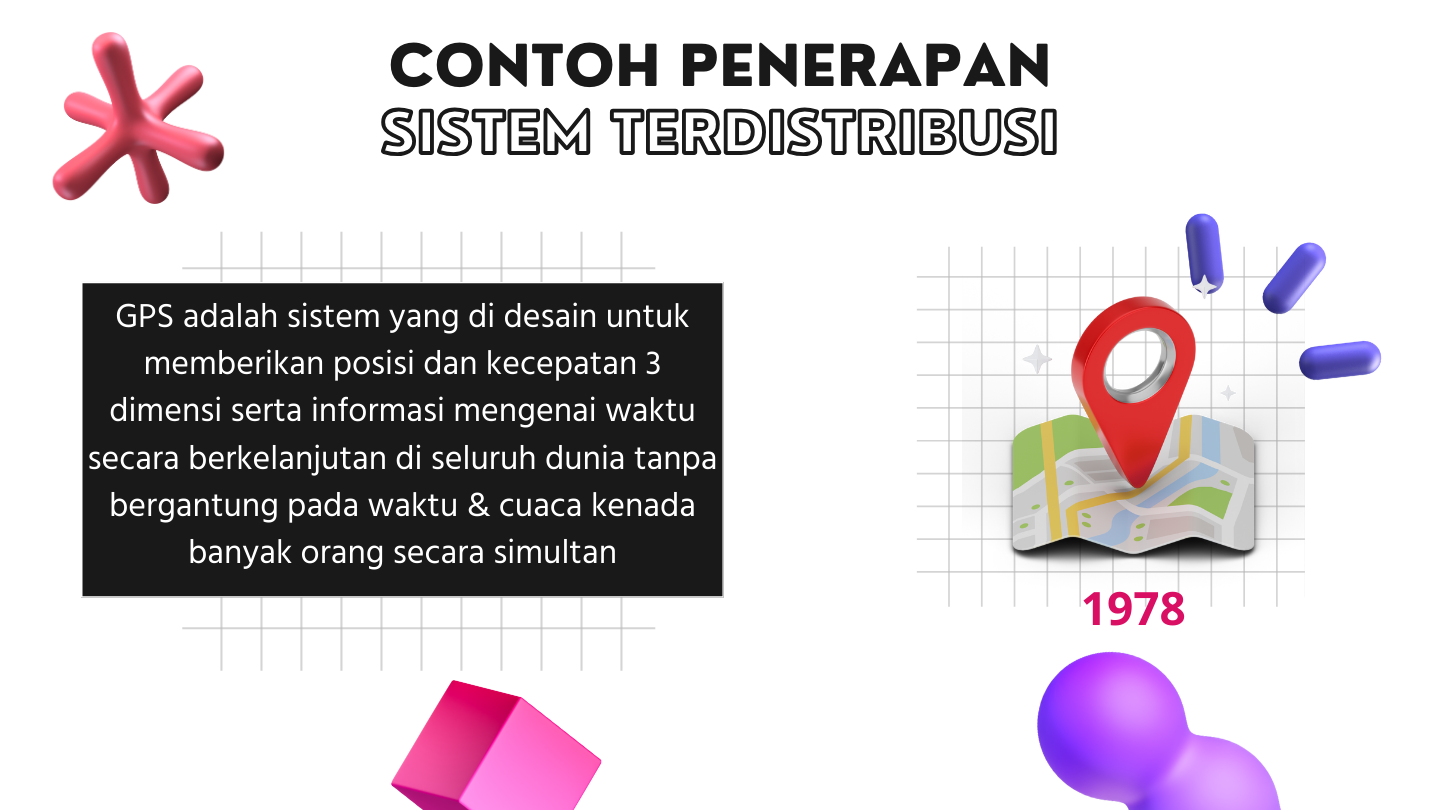 CONTOH PENERAPAN
SISTEM TERDISTRIBUSI
GPS adalah sistem yang di desain untuk
memberikan posisi dan kecepatan 3
dimensi serta informasi mengenai waktu
secara berkelanjutan di seluruh dunia tanpa
bergantung pada waktu & cuaca kenada
banyak orang secara simultan
1978